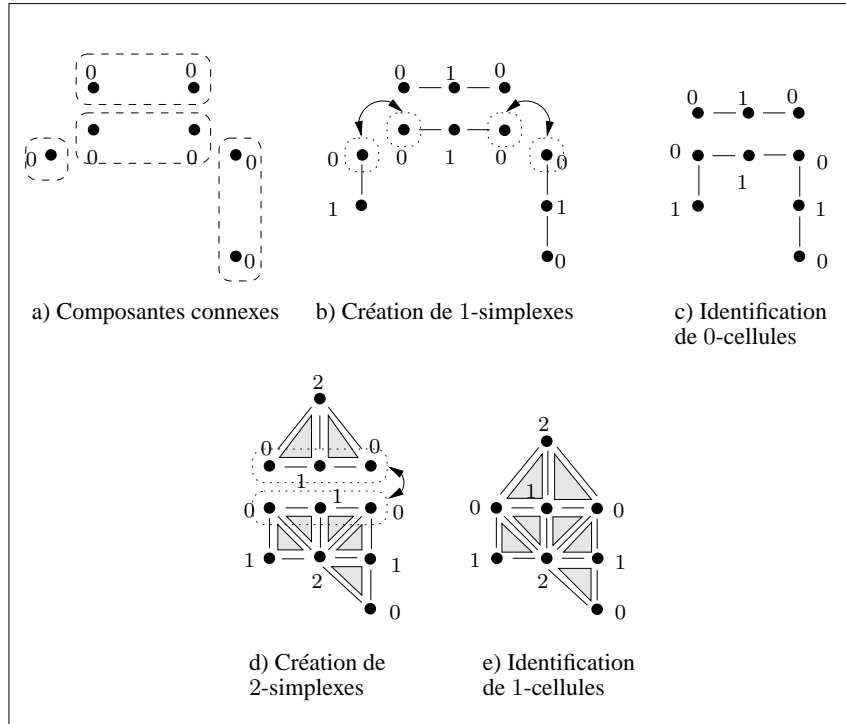 0 0
0 0 0 0
0
a) Composantes connexes
0 1 0
0 0 1 0 0
1 1
0
b) Création de 1-simplexes
0 1 0
0 0
1
1 1
0
c) Identification
de 0-cellules
2
0 0
1
1
0 0
1 1
2
0
d) Création de
2-simplexes
2
1
0 0
1 1
2
0
e) Identification
de 1-cellules